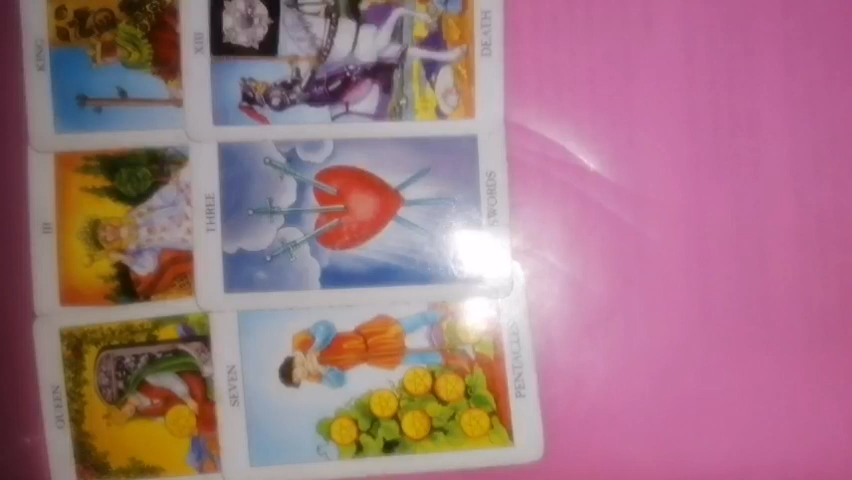 KING
XIII
DEATH
III
THREE
SWORDS
QUEEN
SEVEN
PENTACLES